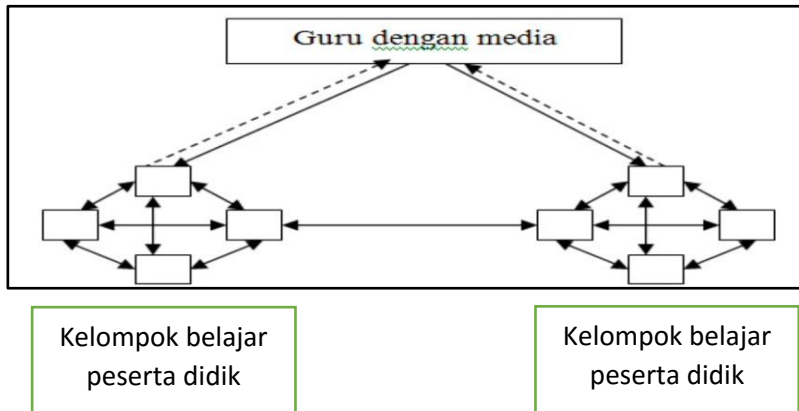 Guru dengan media
Kelompok belajar
peserta didik
Kelompok belajar
peserta didik